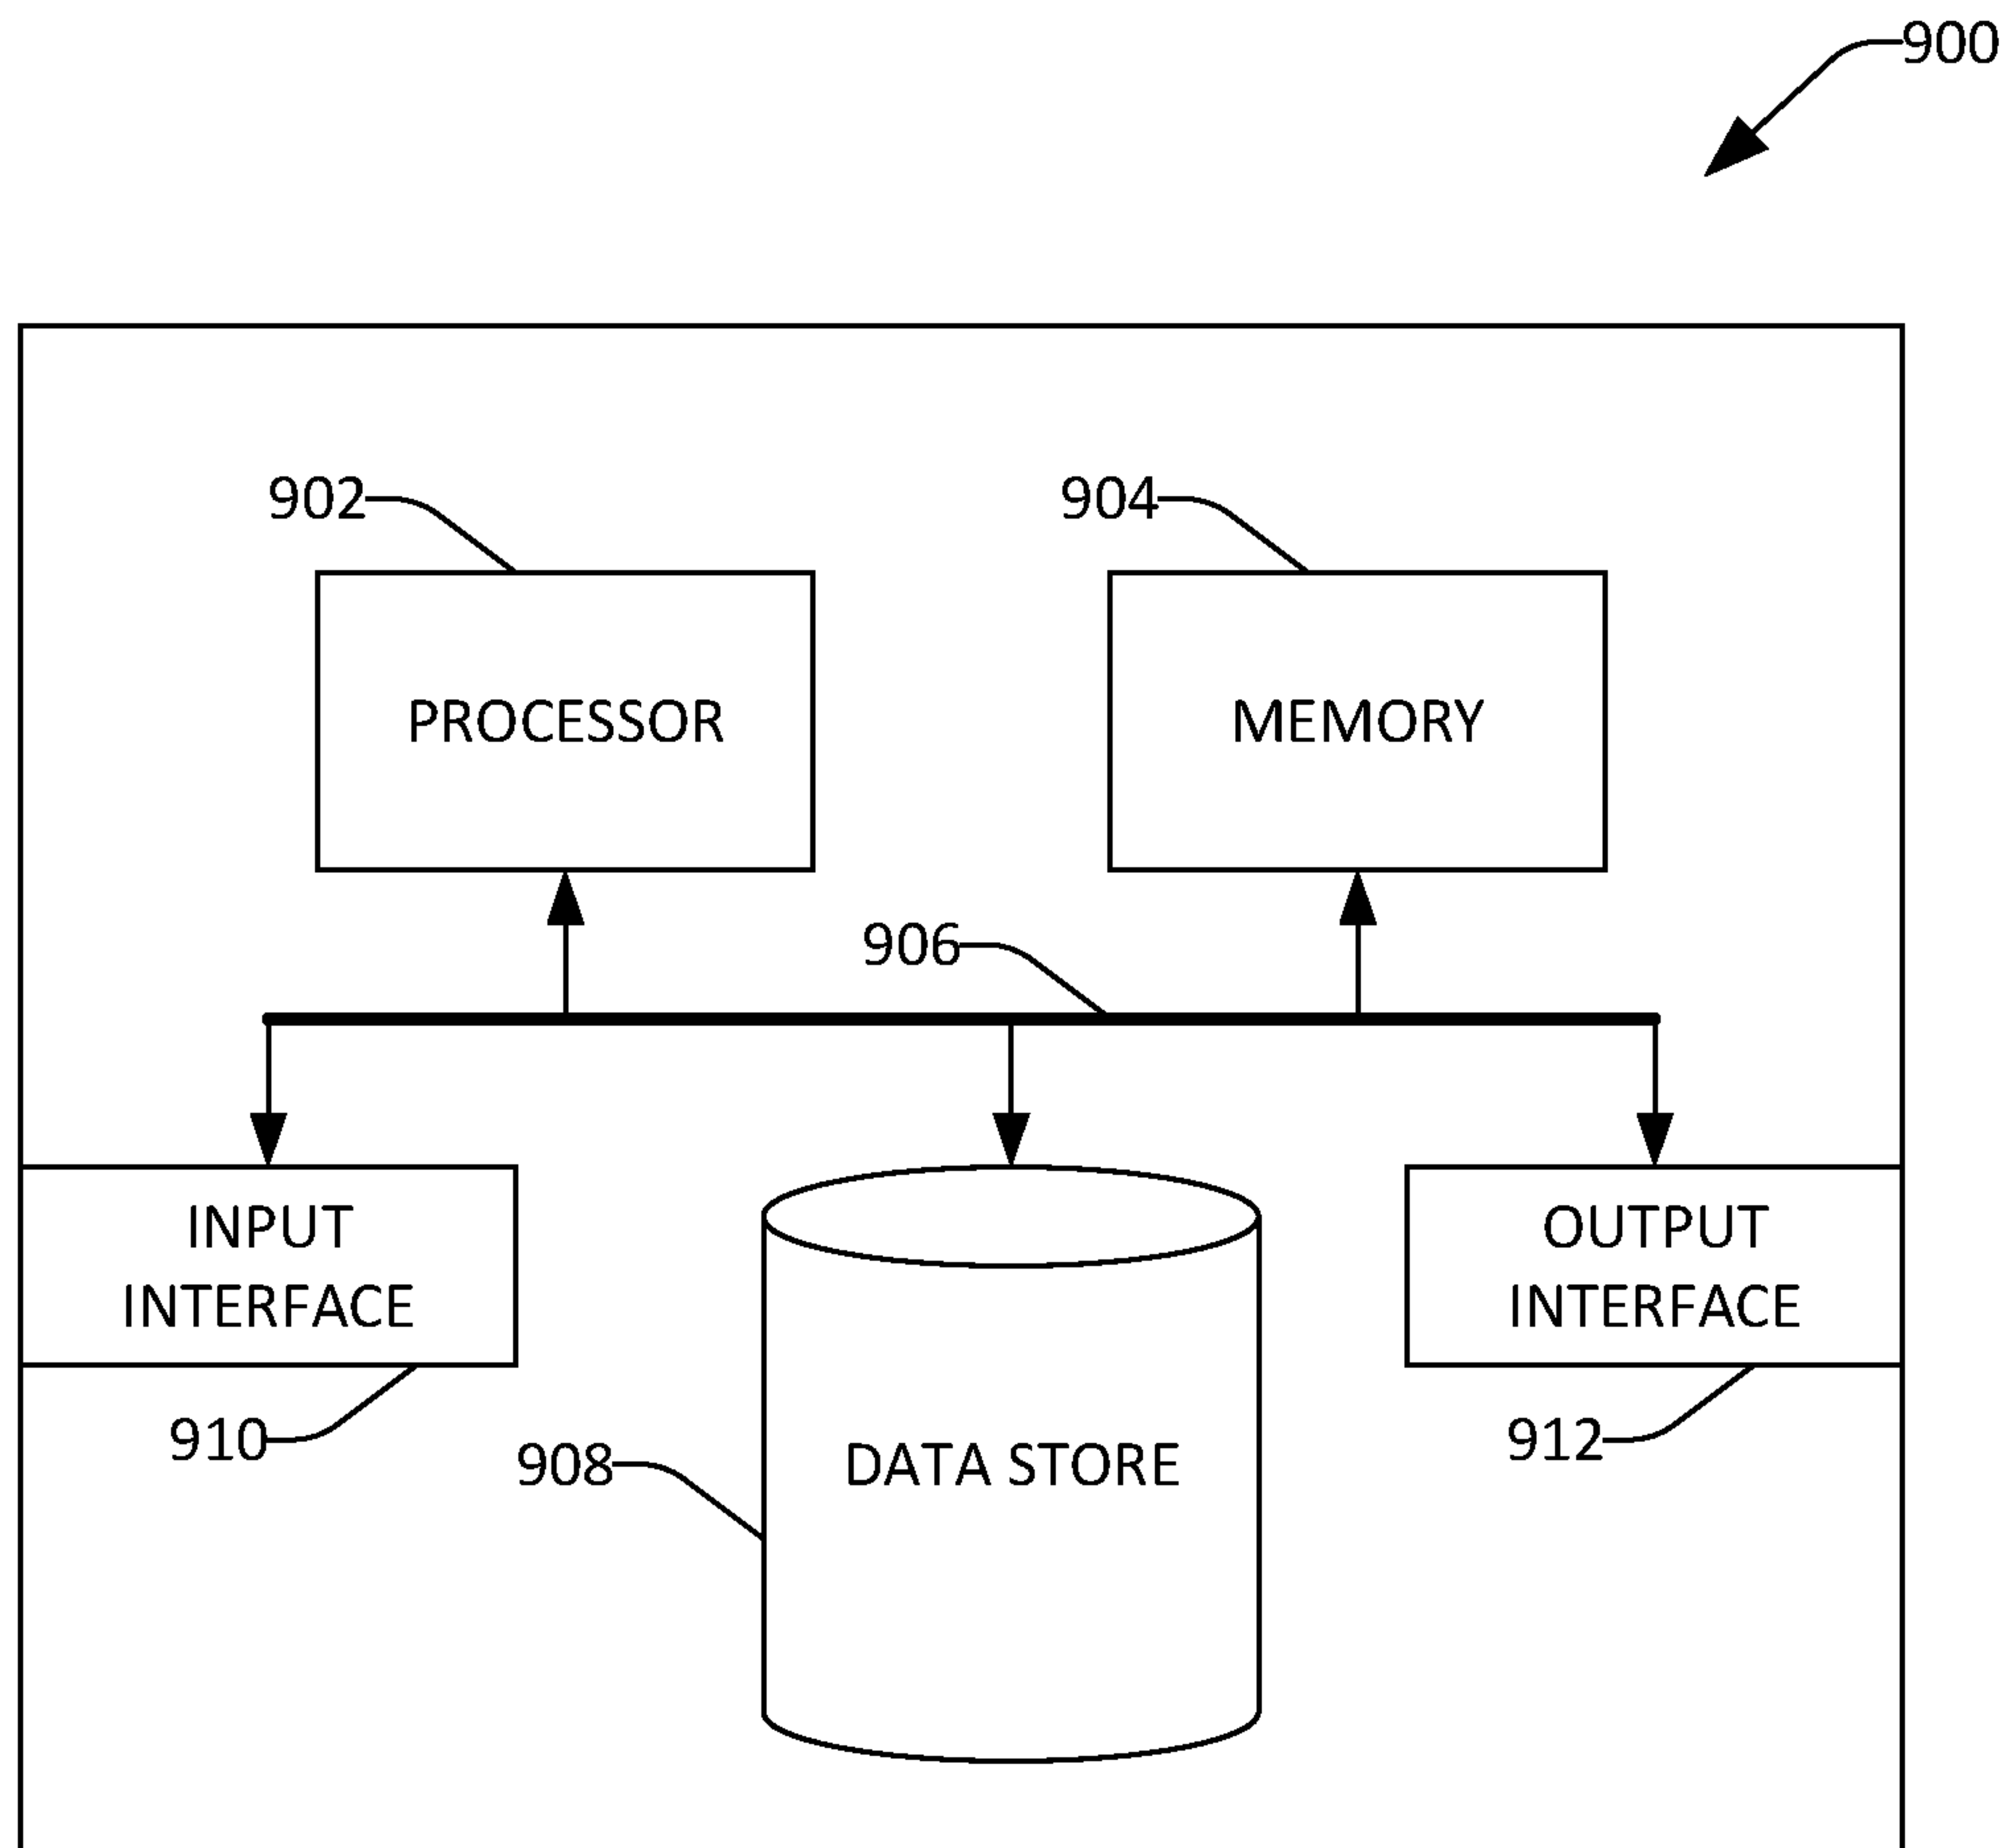 900
902
904
PROCESSOR
MEMORY
906
INPUT
INTERFACE
OUTPUT
INTERFACE
910
908
DATA STORE
912